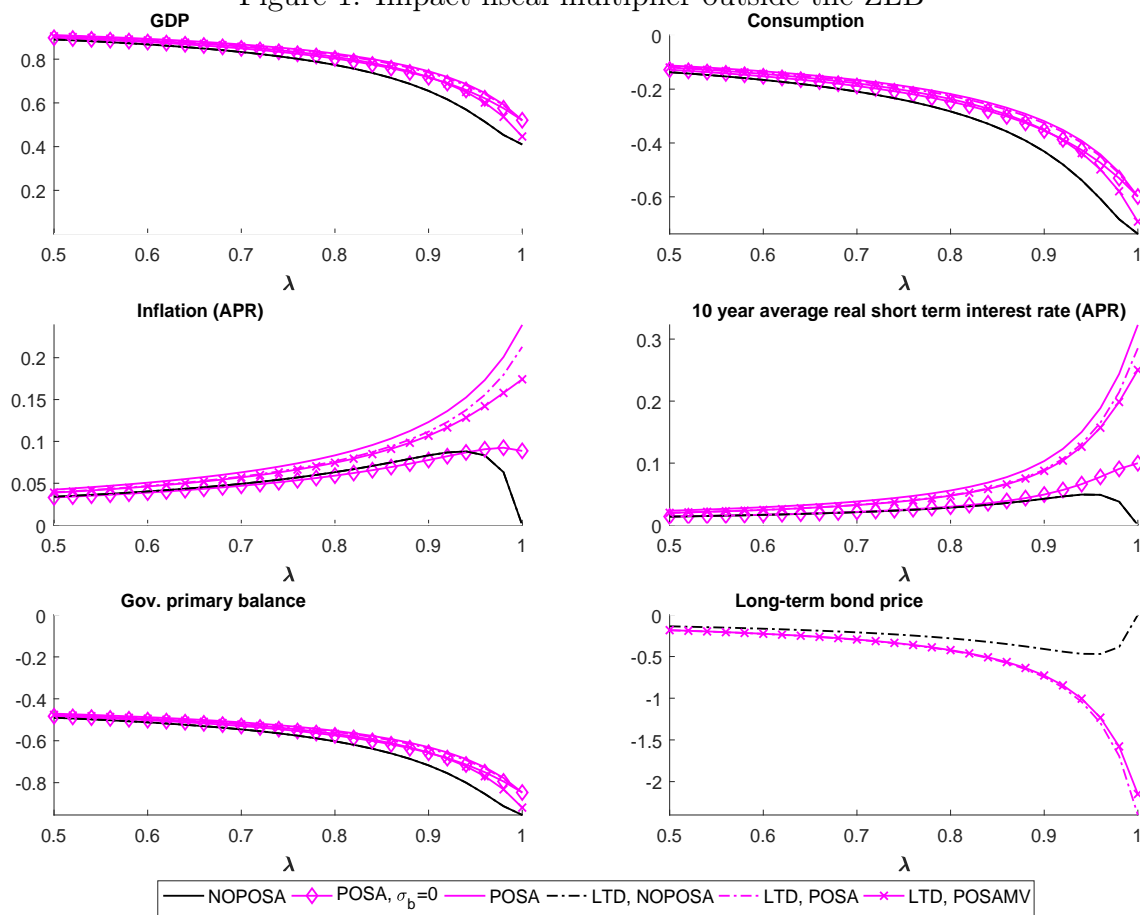 Figure 1: Impact fiscal multiplier outside the ZLB
GDP
Consumption
0.8
0.6
0.4
0.2
0.5 0.6 0.7 0.8 0.9 1
λ
0
-0.2
-0.4
-0.6
0.5 0.6 0.7 0.8 0.9 1
λ
Inflation (APR)
10 year average real short term interest rate (APR)
0.2
0.15
0.1
0.05
0
0.5 0.6 0.7 0.8 0.9 1
λ
0.3
0.2
0.1
0
0.5 0.6 0.7 0.8 0.9 1
λ
Gov. primary balance
Long-term bond price
0
-0.2
-0.4
-0.6
-0.8
0.5 0.6 0.7 0.8 0.9 1
λ
0
-0.5
-1
-1.5
-2
0.5 0.6 0.7 0.8 0.9 1
λ
NOPOSA POSA, σ_b=0 POSA LTD, NOPOSA LTD, POSA LTD, POSAMV